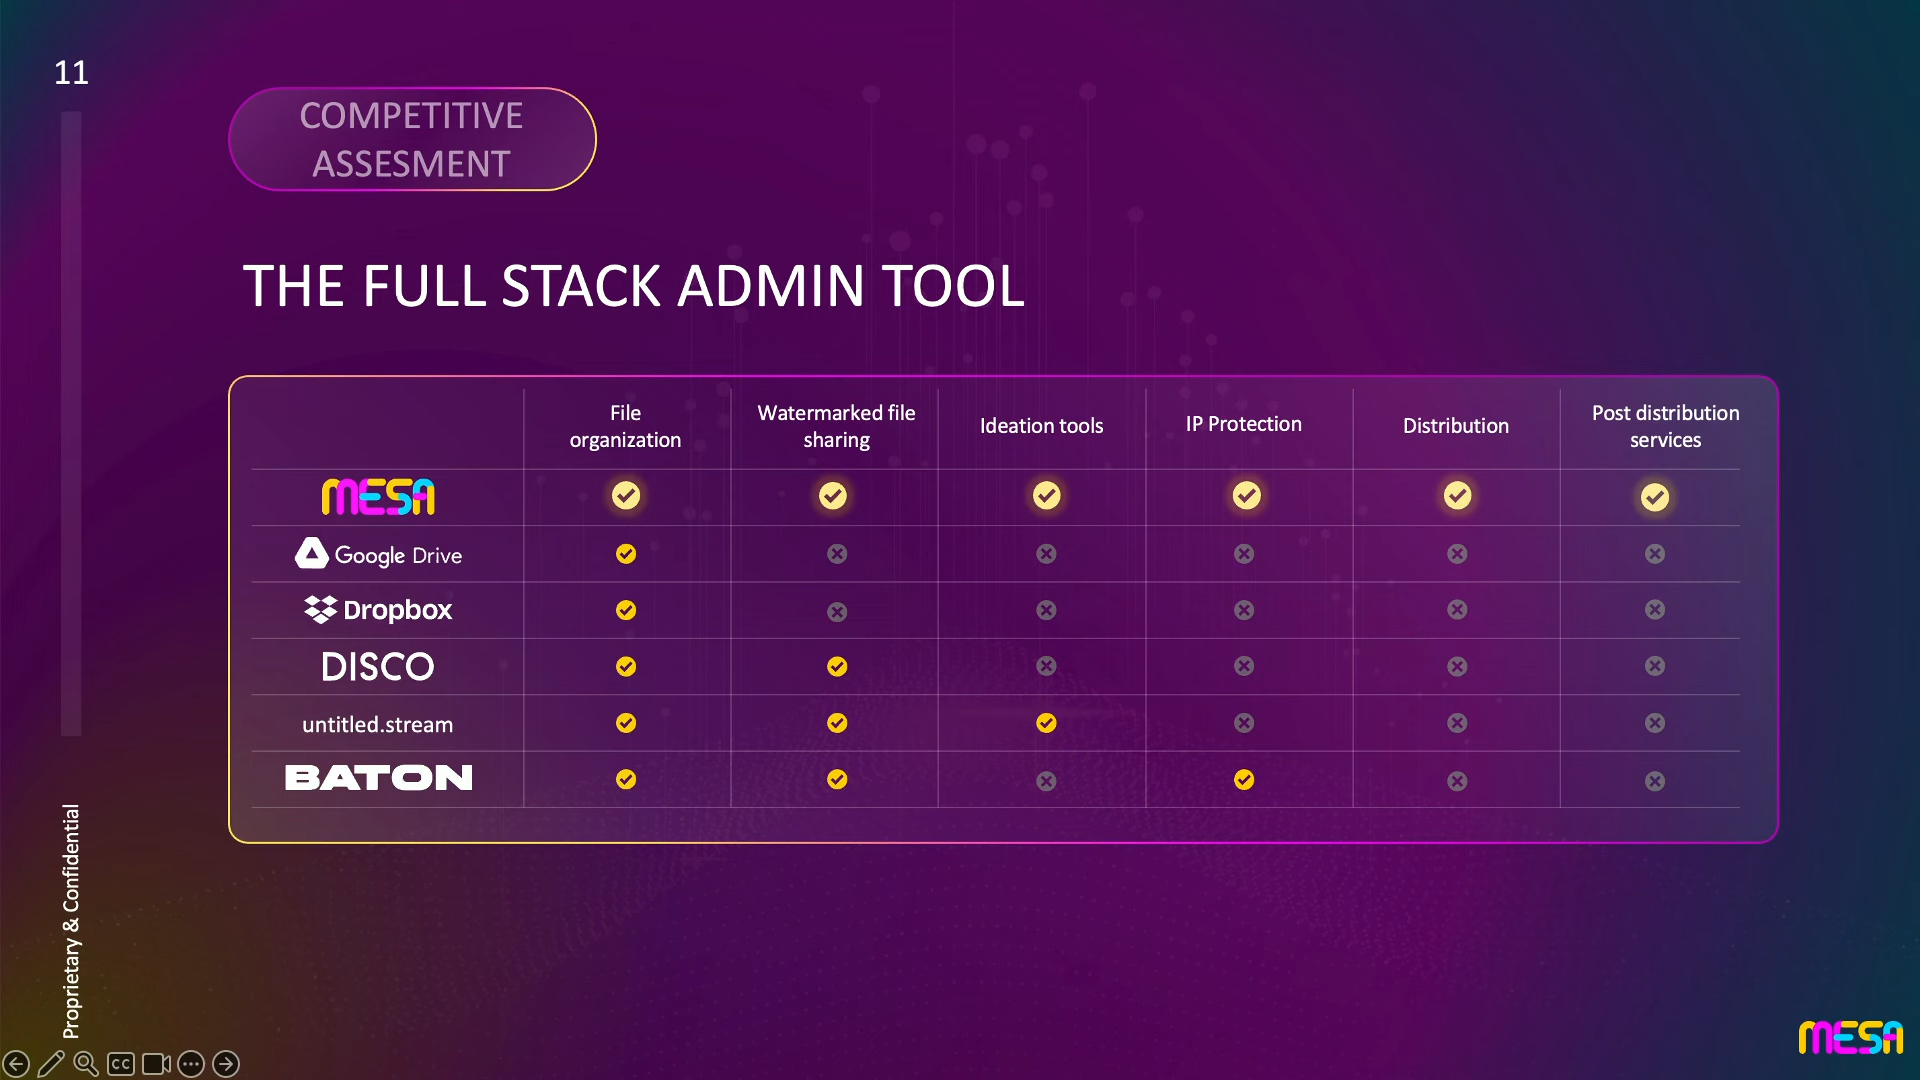 11
COMPETITIVE
ASSESMENT
THE FULL STACK ADMIN TOOL
File
organization
Watermarked file
sharing
Ideation tools
IP Protection
Distribution
Post distribution
services
MESA
Google Drive
Dropbox
DISCO
untitled.stream
BATON
Proprietary & Confidential
CC
MESA